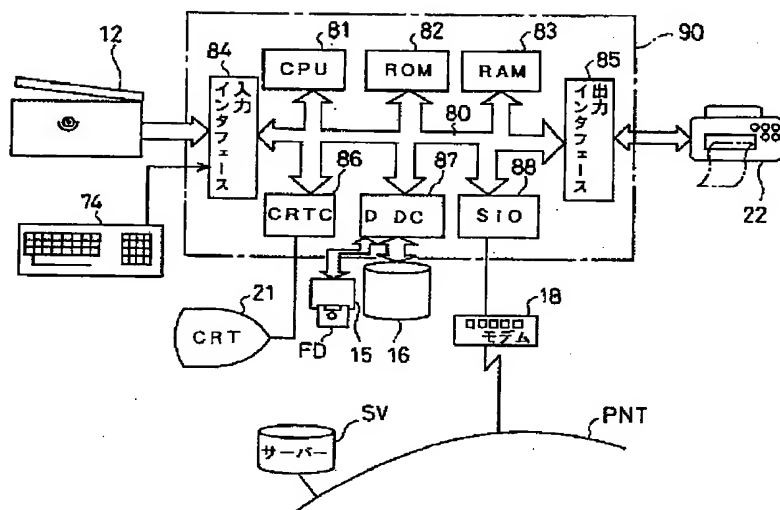 12
84
81
82
83
85
90
CPU
ROM
RAM
入力
インタフェース
出力
インタフェース
80
86
87
88
CRTC
D DC
SIO
74
22
21
CRT
FD
15
16
18
モデム
SV
サーバー
PNT